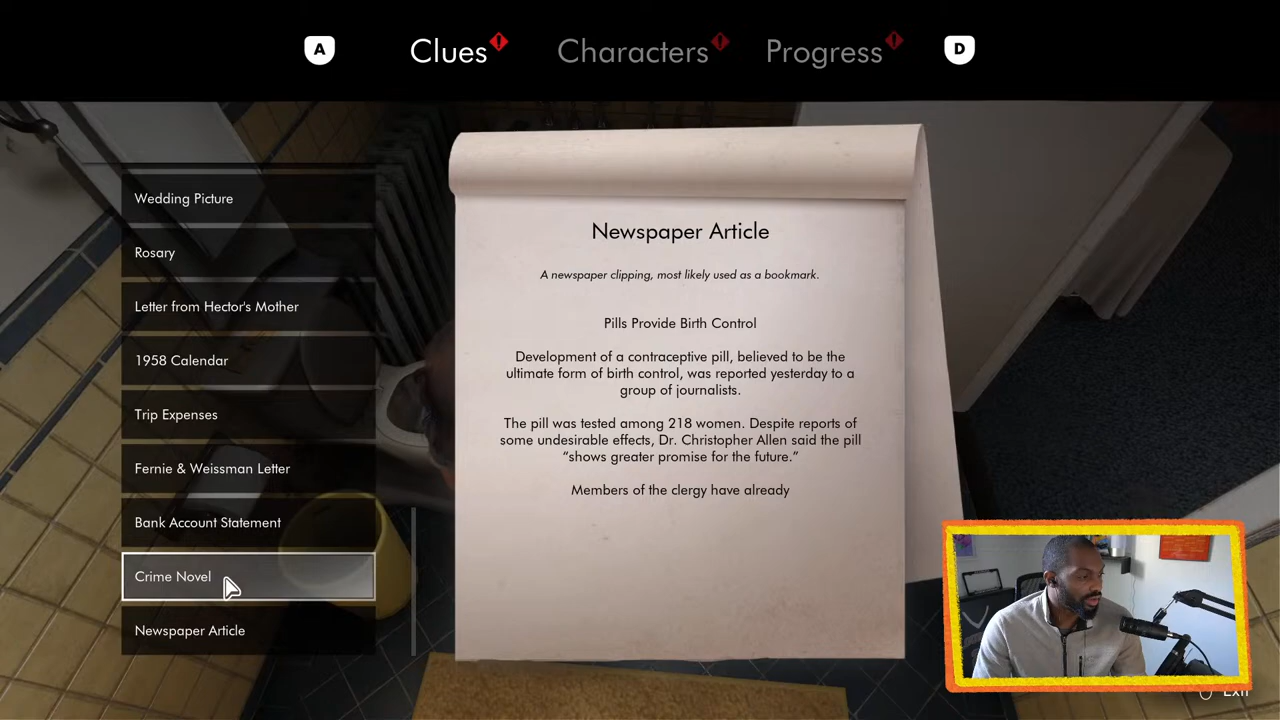 A
Clues
Characters
Progress
D
Wedding Picture
Rosary
Letter from Hector's Mother
1958 Calendar
Trip Expenses
Fernie & Weissman Letter
Bank Account Statement
Crime Novel
Newspaper Article
Newspaper Article
A newspaper clipping, most likely used as a bookmark.
Pills Provide Birth Control
Development of a contraceptive pill, believed to be the
ultimate form of birth control, was reported yesterday to a
group of journalists.
The pill was tested among 218 women. Despite reports of
some undesirable effects, Dr. Christopher Allen said the pill
“shows greater promise for the future.”
Members of the clergy have already
Exit